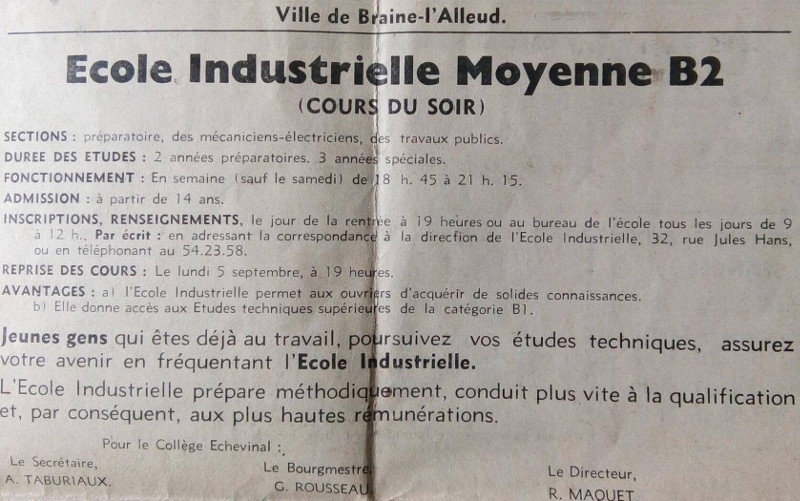 Ville de Braine-l'Alleud.
Ecole Industrielle Moyenne B2
(COURS DU SOIR)
SECTIONS : préparatoire, des mécaniciens-électriciens, des travaux publics.
DUREE DES ETUDES : 2 années préparatoires. 3 années spéciales.
FONCTIONNEMENT : En semaine (sauf le samedi) de 18 h. 45 à 21 h. 15.
ADMISSION : à partir de 14 ans.
INSCRIPTIONS, RENSEIGNEMENTS, le jour de la rentrée à 19 heures ou au bureau de l'école tous les jours de 9
à 12 h.. Par écrit : en adressant la correspondance à la direcfion de l'Ecole Industrielle, 32, rue Jules Hans,
ou en téléphonant au 54.23.58.
REPRISE DES COURS : Le lundi 5 septembre, à 19 heures.
AVANTAGES : a) l'Ecole Industrielle permet aux ouvriers d'acquérir de solides connaissances.
b) Elle donne accès aux Etudes techniques supérieures de la catégorie B1.
Jeunes gens qui êtes déjà au travail, poursuivez vos études techniques, assurez
votre avenir en fréquentant l'Ecole Industrielle.
L'Ecole Industrielle prépare méthodiquement, conduit plus vite à la qualification
et, par conséquent, aux plus hautes rémunérations.
Pour le Collège Echevinal :
Le Secrétaire, Le Bourgmestre, Le Directeur,
A. TABURIAUX. G. ROUSSEAU R. MAQUET